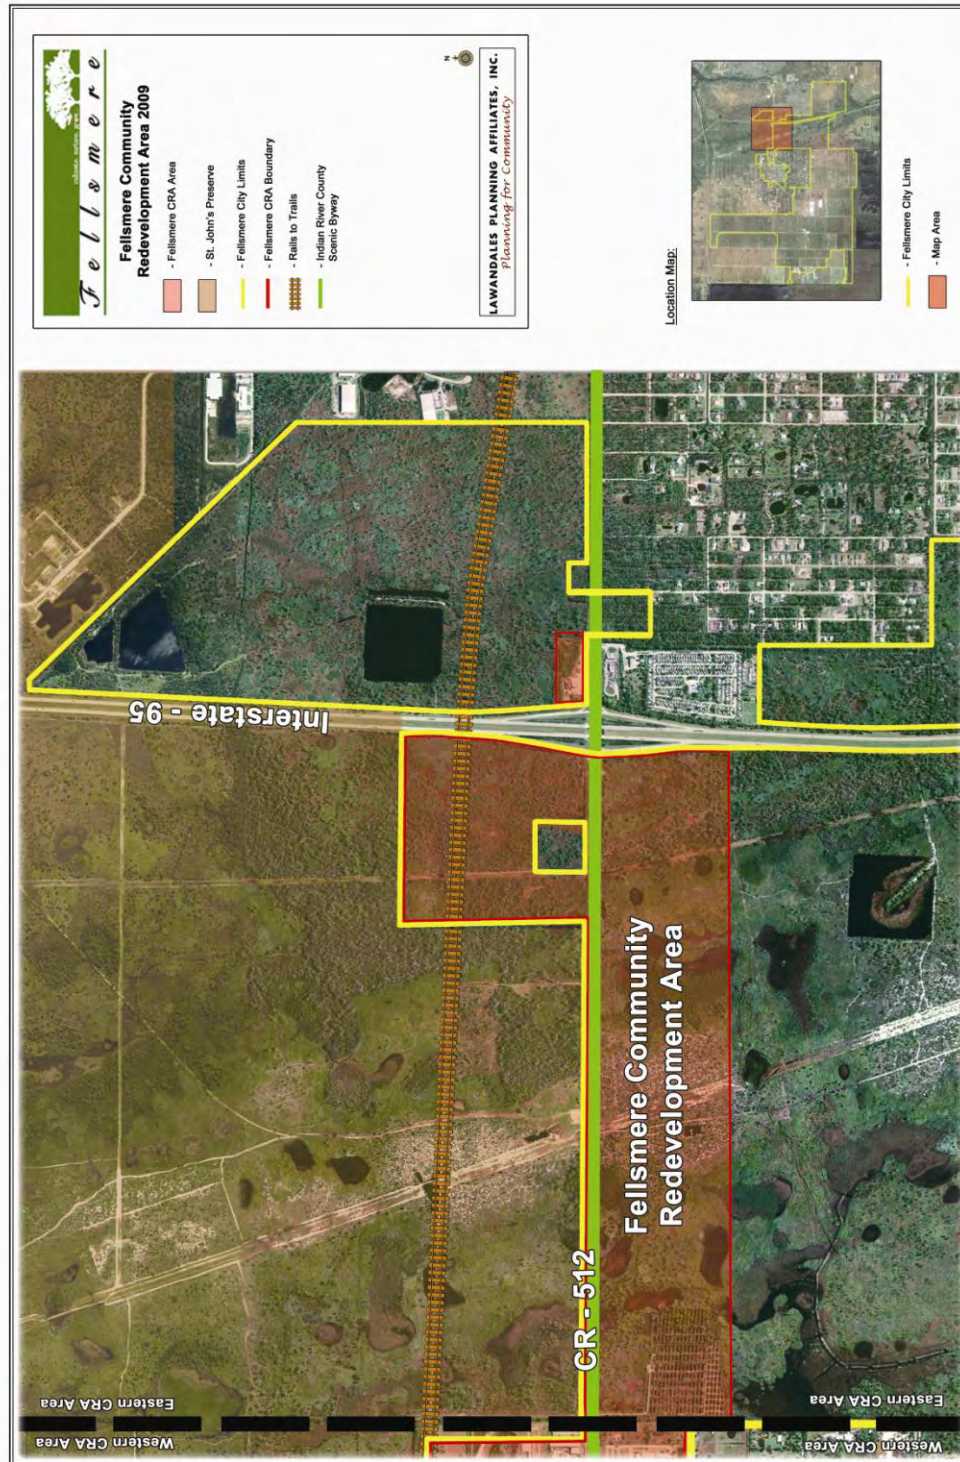 Fellsmere
Fellsmere Community
Redevelopment Area 2009
- Fellsmere CRA Area
- St. John's Preserve
- Fellsmere City Limits
- Fellsmere CRA Boundary
- Rails to Trails
- Indian River County
Scenic Byway
N
LAWANDALES PLANNING AFFILIATES, INC.
Planning for Community
Location Map:
- Fellsmere City Limits
- Map Area
Interstate - 95
CR - 512
Fellsmere Community
Redevelopment Area
Eastern CRA Area
Western CRA Area
Eastern CRA Area
Western CRA Area